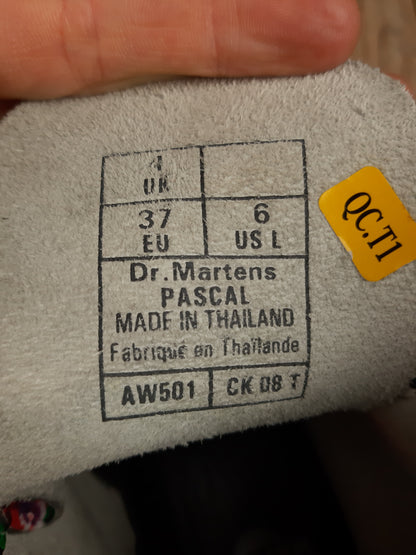 4
UK
37 6
EU US L
Dr. Martens
PASCAL
MADE IN THAILAND
Fabriqué en Thaïlande
AW501 CK 08 T
QC.T1